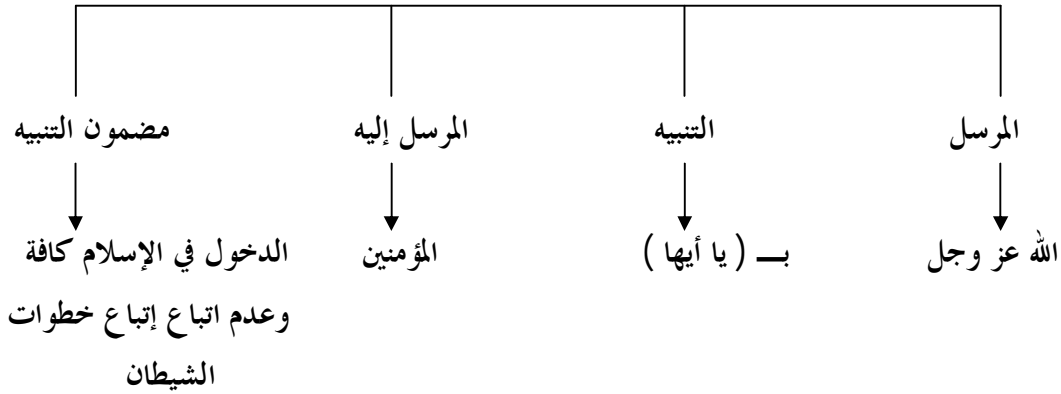 المرسل
التنبيه
المرسل إليه
مضمون التنبيه
الله عز وجل
بـــ ( يا أيها )
المؤمنين
الدخول في الإسلام كافة
وعدم اتباع إتباع خطوات
الشيطان